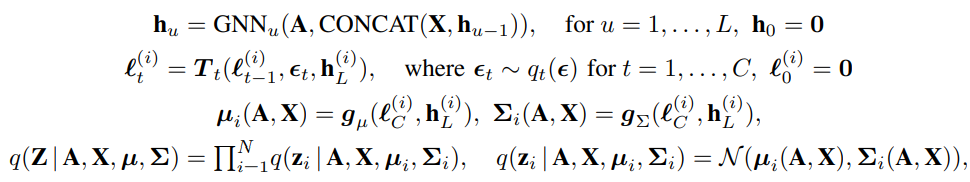 h_u = GNN_u(A, CONCAT(X, h_{u−1})), for u = 1, . . . , L, h_0 = 0
ℓ_t^{(i)} = T_t(ℓ_{t−1}^{(i)}, ϵ_t, h_L^{(i)}), where ϵ_t ∼ q_t(ϵ) for t = 1, . . . , C, ℓ_0^{(i)} = 0
μ_i(A, X) = g_μ(ℓ_C^{(i)}, h_L^{(i)}), Σ_i(A, X) = g_Σ(ℓ_C^{(i)}, h_L^{(i)}),
q(Z | A, X, μ, Σ) = ∏_{i−1}^{N} q(z_i | A, X, μ_i, Σ_i), q(z_i | A, X, μ_i, Σ_i) = 𝒩(μ_i(A, X), Σ_i(A, X)),